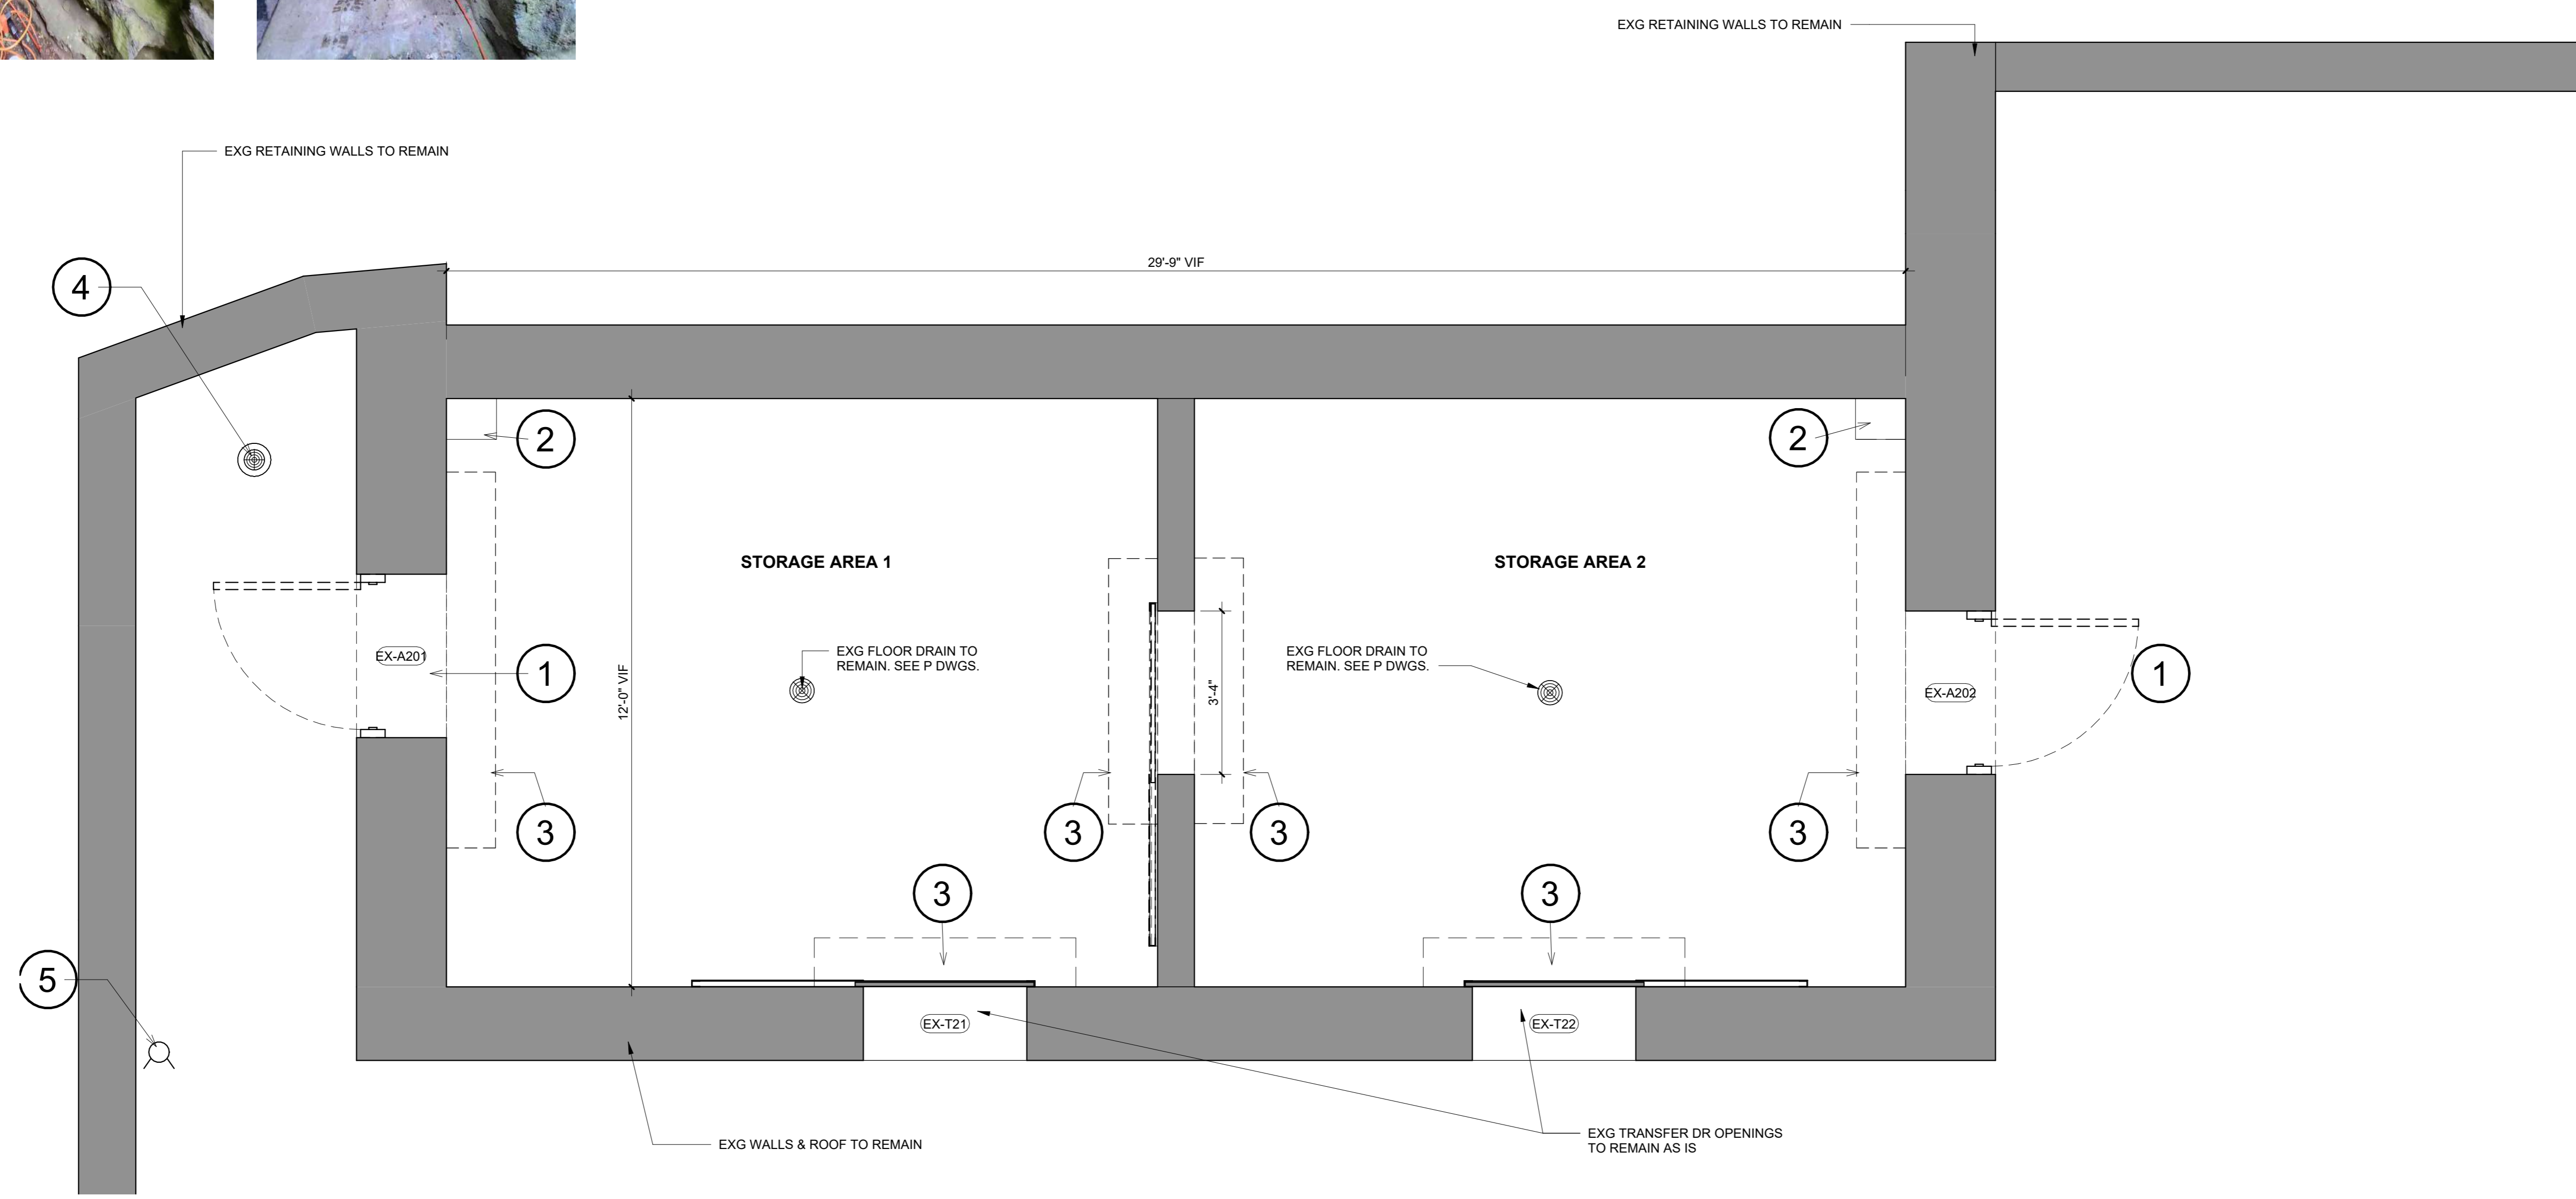 EXG RETAINING WALLS TO REMAIN
EXG RETAINING WALLS TO REMAIN
29'-9" VIF
4
2
2
STORAGE AREA 1
STORAGE AREA 2
EX-A201
1
12'-0" VIF
EXG FLOOR DRAIN TO
REMAIN. SEE P DWGS.
3'-4"
EXG FLOOR DRAIN TO
REMAIN. SEE P DWGS.
EX-A202
1
3
3
3
3
3
3
5
EX-T21
EX-T22
EXG WALLS & ROOF TO REMAIN
EXG TRANSFER DR OPENINGS
TO REMAIN AS IS